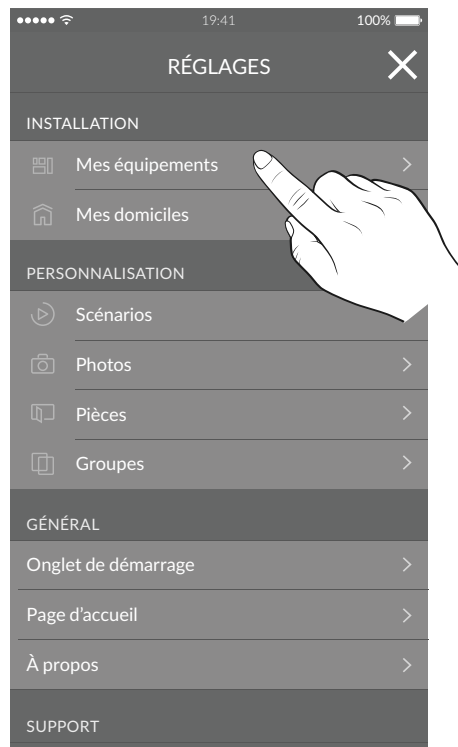 19:41
100%
RÉGLAGES
INSTALLATION
Mes équipements
Mes domiciles
PERSONNALISATION
Scénarios
Photos
Pièces
Groupes
GÉNÉRAL
Onglet de démarrage
Page d’accueil
À propos
SUPPORT